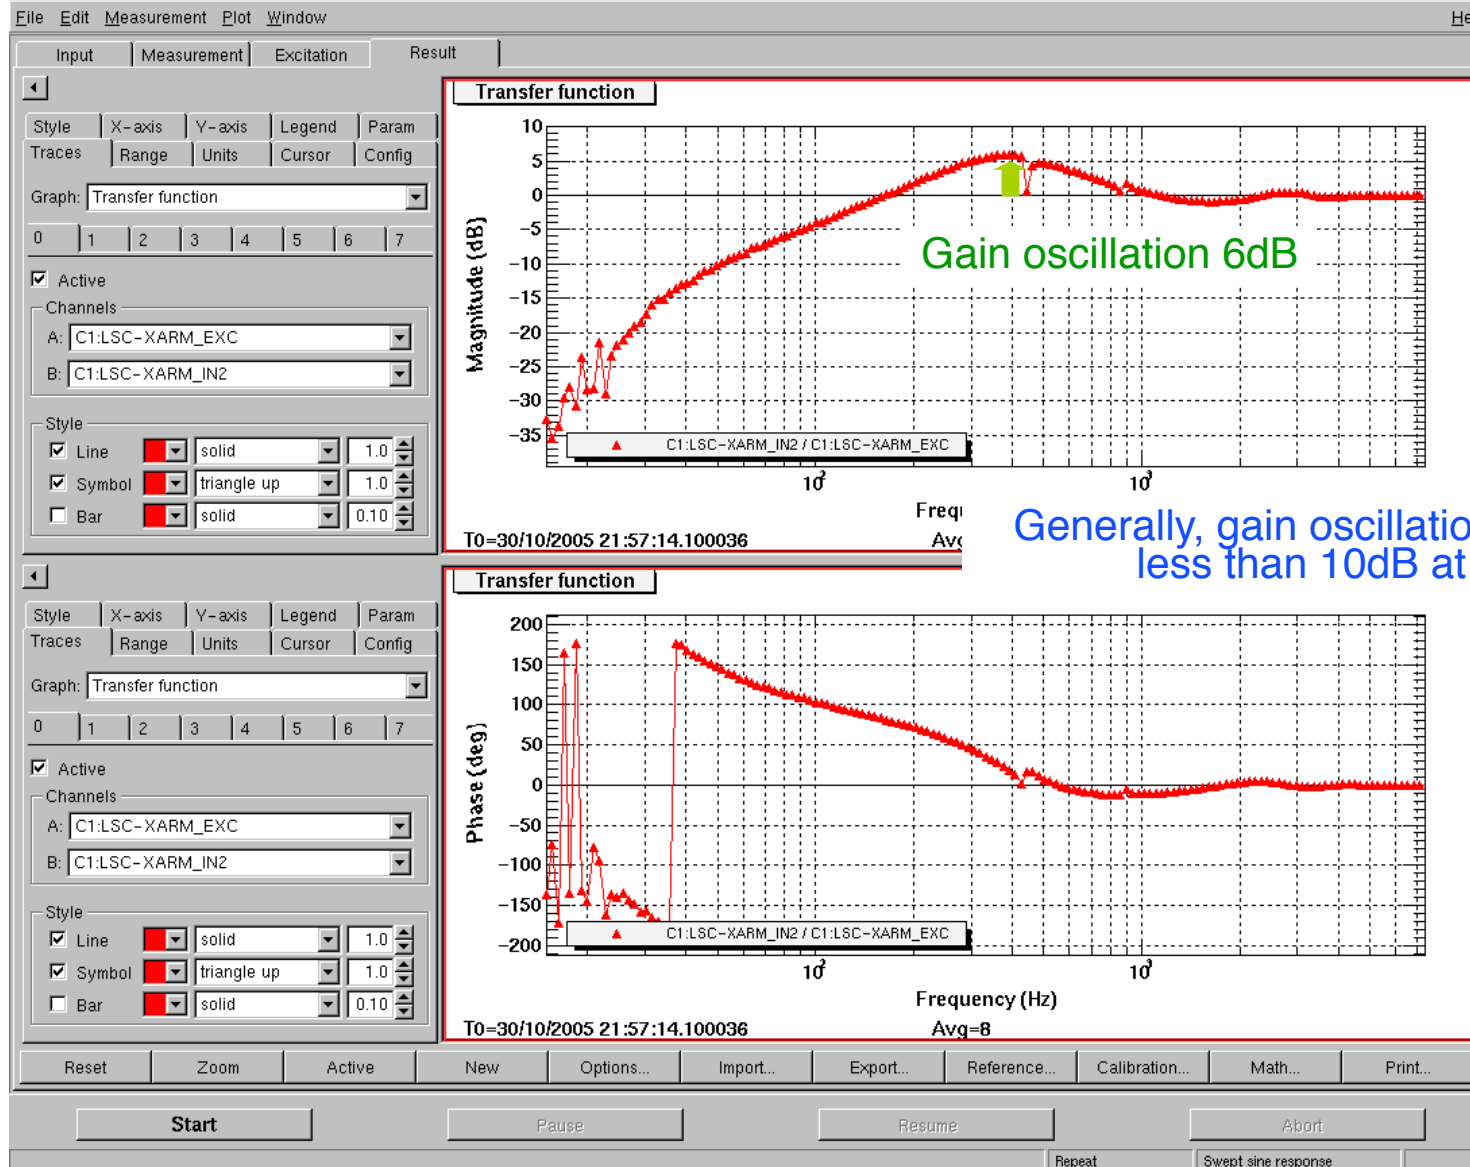 File Edit Measurement Plot Window He
Input Measurement Excitation Result
Style X-axis Y-axis Legend Param
Traces Range Units Cursor Config
Graph: Transfer function
0 1 2 3 4 5 6 7
Active
Channels
A: C1:LSC-XARM_EXC
B: C1:LSC-XARM_IN2
Style
Line solid 1.0
Symbol triangle up 1.0
Bar solid 0.10
Transfer function
10
5
0
-5
-10
-15
-20
-25
-30
-35
Magnitude (dB)
Gain oscillation 6dB
C1:LSC-XARM_IN2 / C1:LSC-XARM_EXC
10² 10³
Frequ
T0=30/10/2005 21:57:14.100036 Avg
Generally, gain oscillatio
less than 10dB at
Style X-axis Y-axis Legend Param
Traces Range Units Cursor Config
Graph: Transfer function
0 1 2 3 4 5 6 7
Active
Channels
A: C1:LSC-XARM_EXC
B: C1:LSC-XARM_IN2
Style
Line solid 1.0
Symbol triangle up 1.0
Bar solid 0.10
Transfer function
200
150
100
50
0
-50
-100
-150
-200
Phase (deg)
C1:LSC-XARM_IN2 / C1:LSC-XARM_EXC
10² 10³
Frequency (Hz)
T0=30/10/2005 21:57:14.100036 Avg=8
Reset Zoom Active New Options... Import... Export... Reference... Calibration... Math... Print...
Start Pause Resume Abort
Repeat Swept sine response